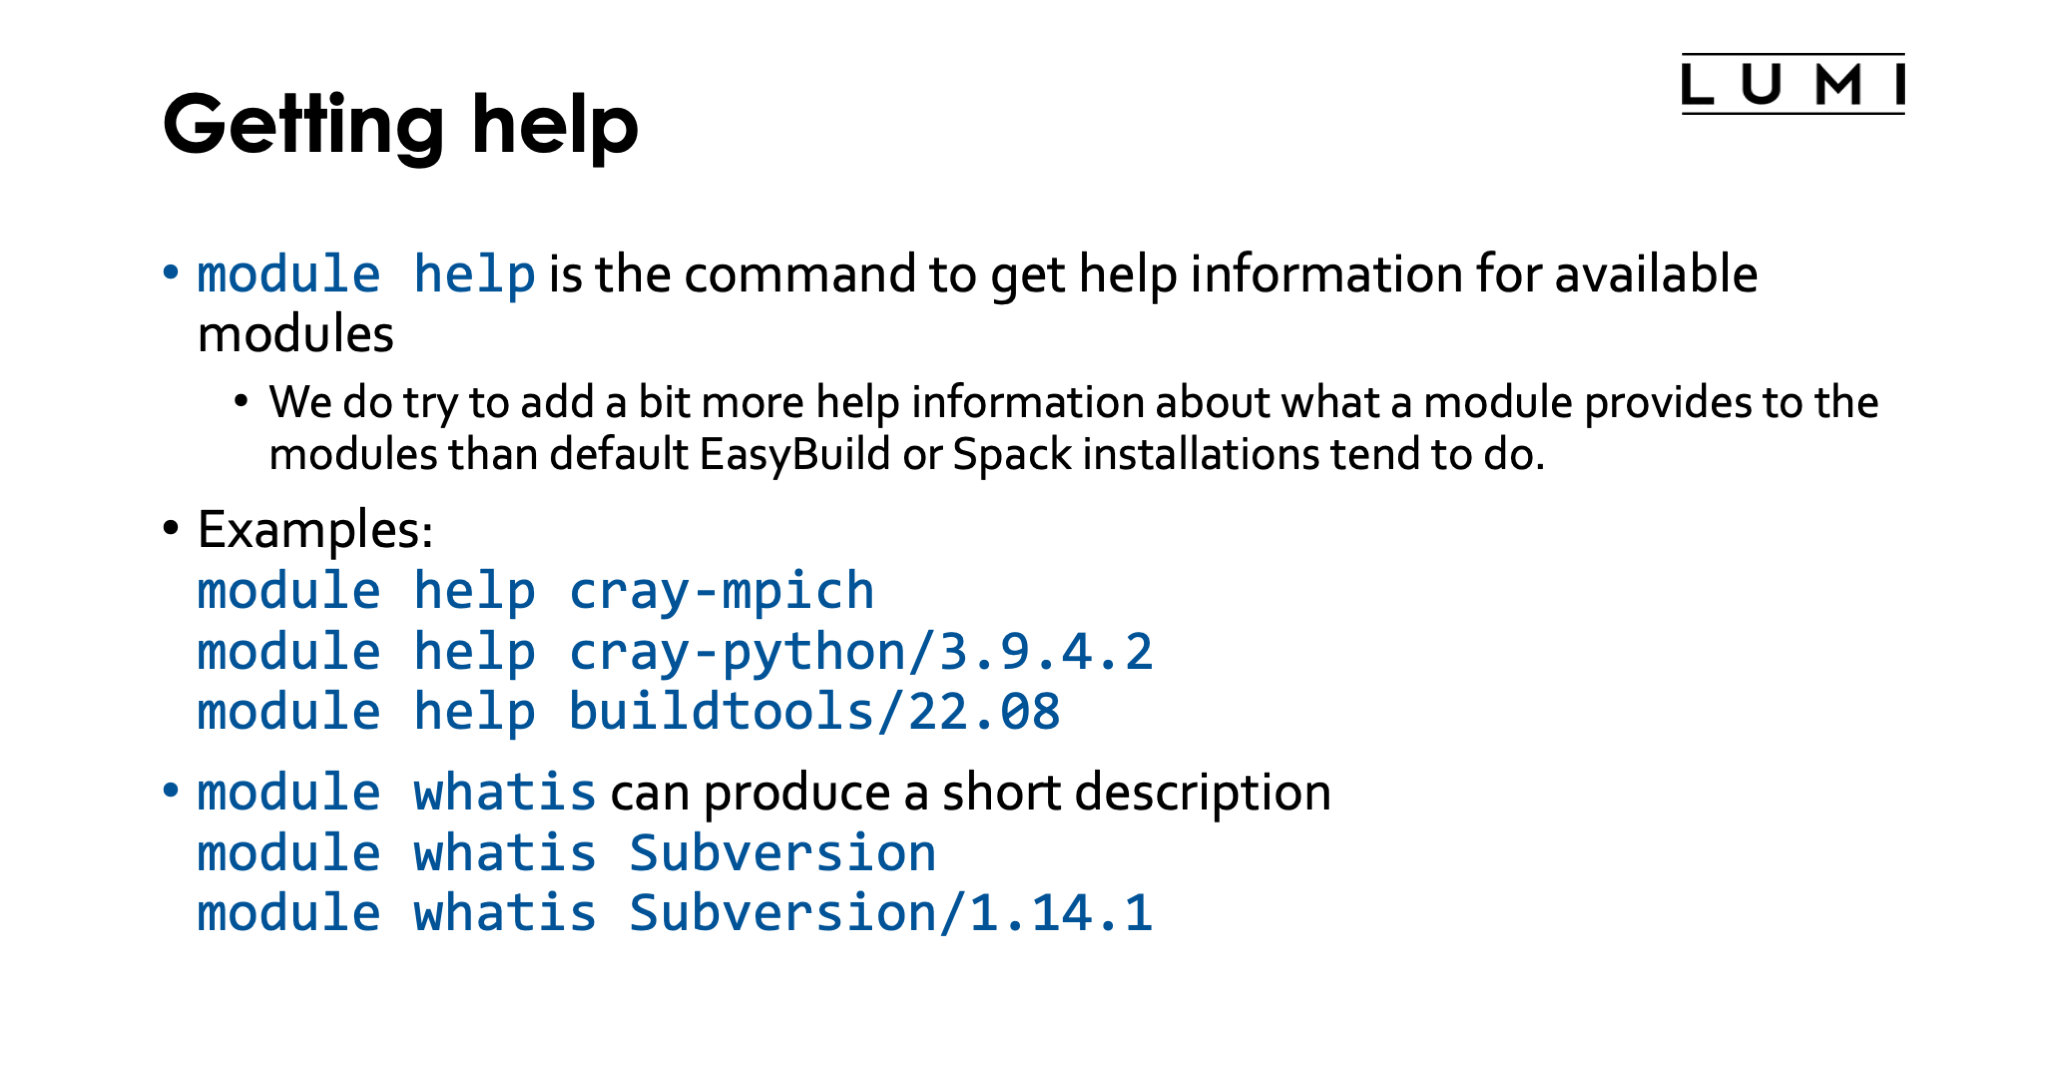 LUMI
Getting help
• module help is the command to get help information for available
modules
• We do try to add a bit more help information about what a module provides to the
modules than default EasyBuild or Spack installations tend to do.
• Examples:
module help cray-mpich
module help cray-python/3.9.4.2
module help buildtools/22.08
• module whatis can produce a short description
module whatis Subversion
module whatis Subversion/1.14.1